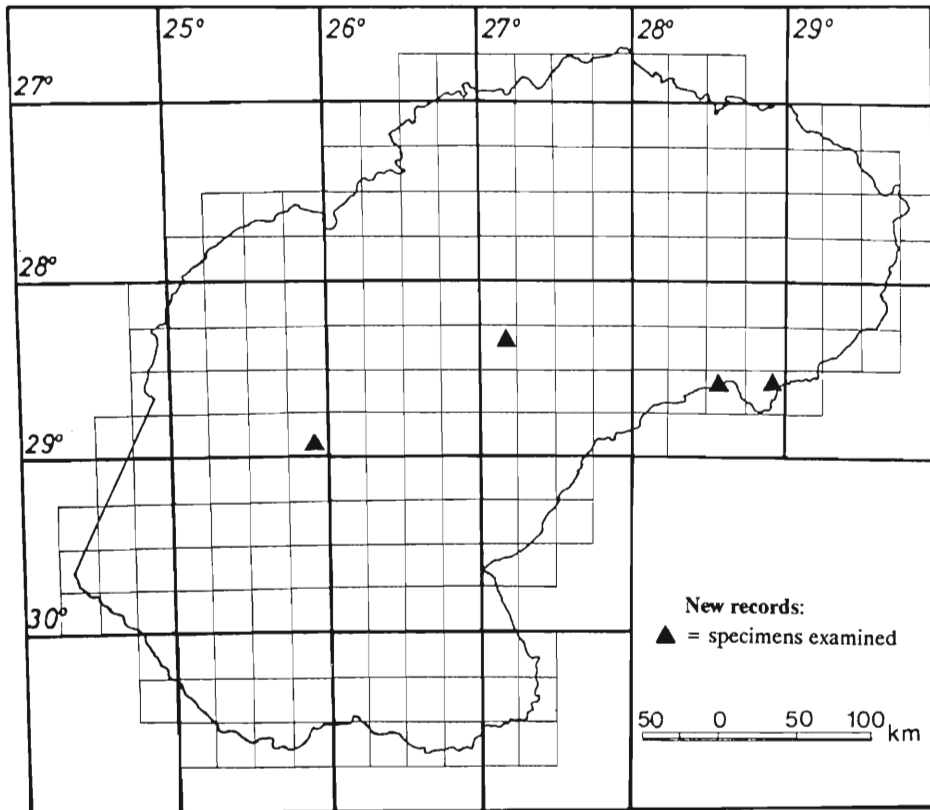 25° 26° 27° 28° 29°
27°
28°
29°
30°
New records:
▲ = specimens examined
50 0 50 100 km